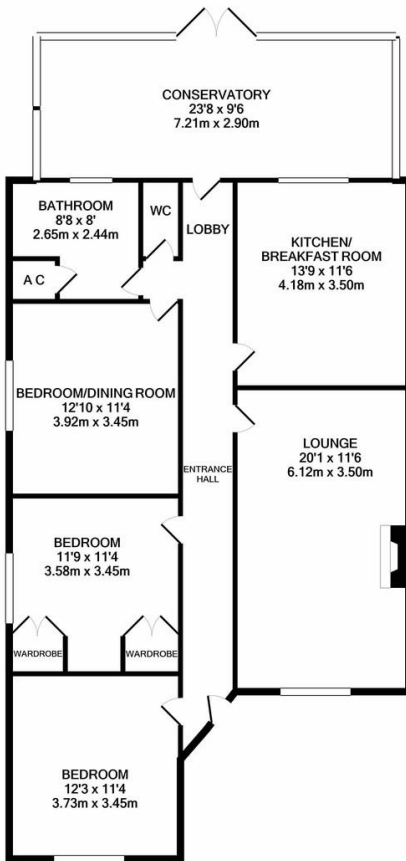 CONSERVATORY
23'8 x 9'6
7.21m x 2.90m
BATHROOM
8'8 x 8'
2.65m x 2.44m
WC
LOBBY
KITCHEN/
BREAKFAST ROOM
13'9 x 11'6
4.18m x 3.50m
A C
BEDROOM/DINING ROOM
12'10 x 11'4
3.92m x 3.45m
LOUNGE
20'1 x 11'6
6.12m x 3.50m
ENTRANCE
HALL
BEDROOM
11'9 x 11'4
3.58m x 3.45m
WARDROBE
WARDROBE
BEDROOM
12'3 x 11'4
3.73m x 3.45m